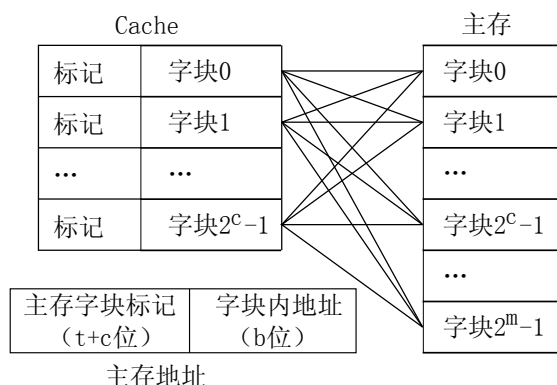 Cache 主存
标记 字块0 字块0
标记 字块1 字块1
… … …
标记 字块2^c-1 字块2^c-1
…
主存字块标记 字块内地址
（t+c位） （b位） 字块2^m-1
主存地址